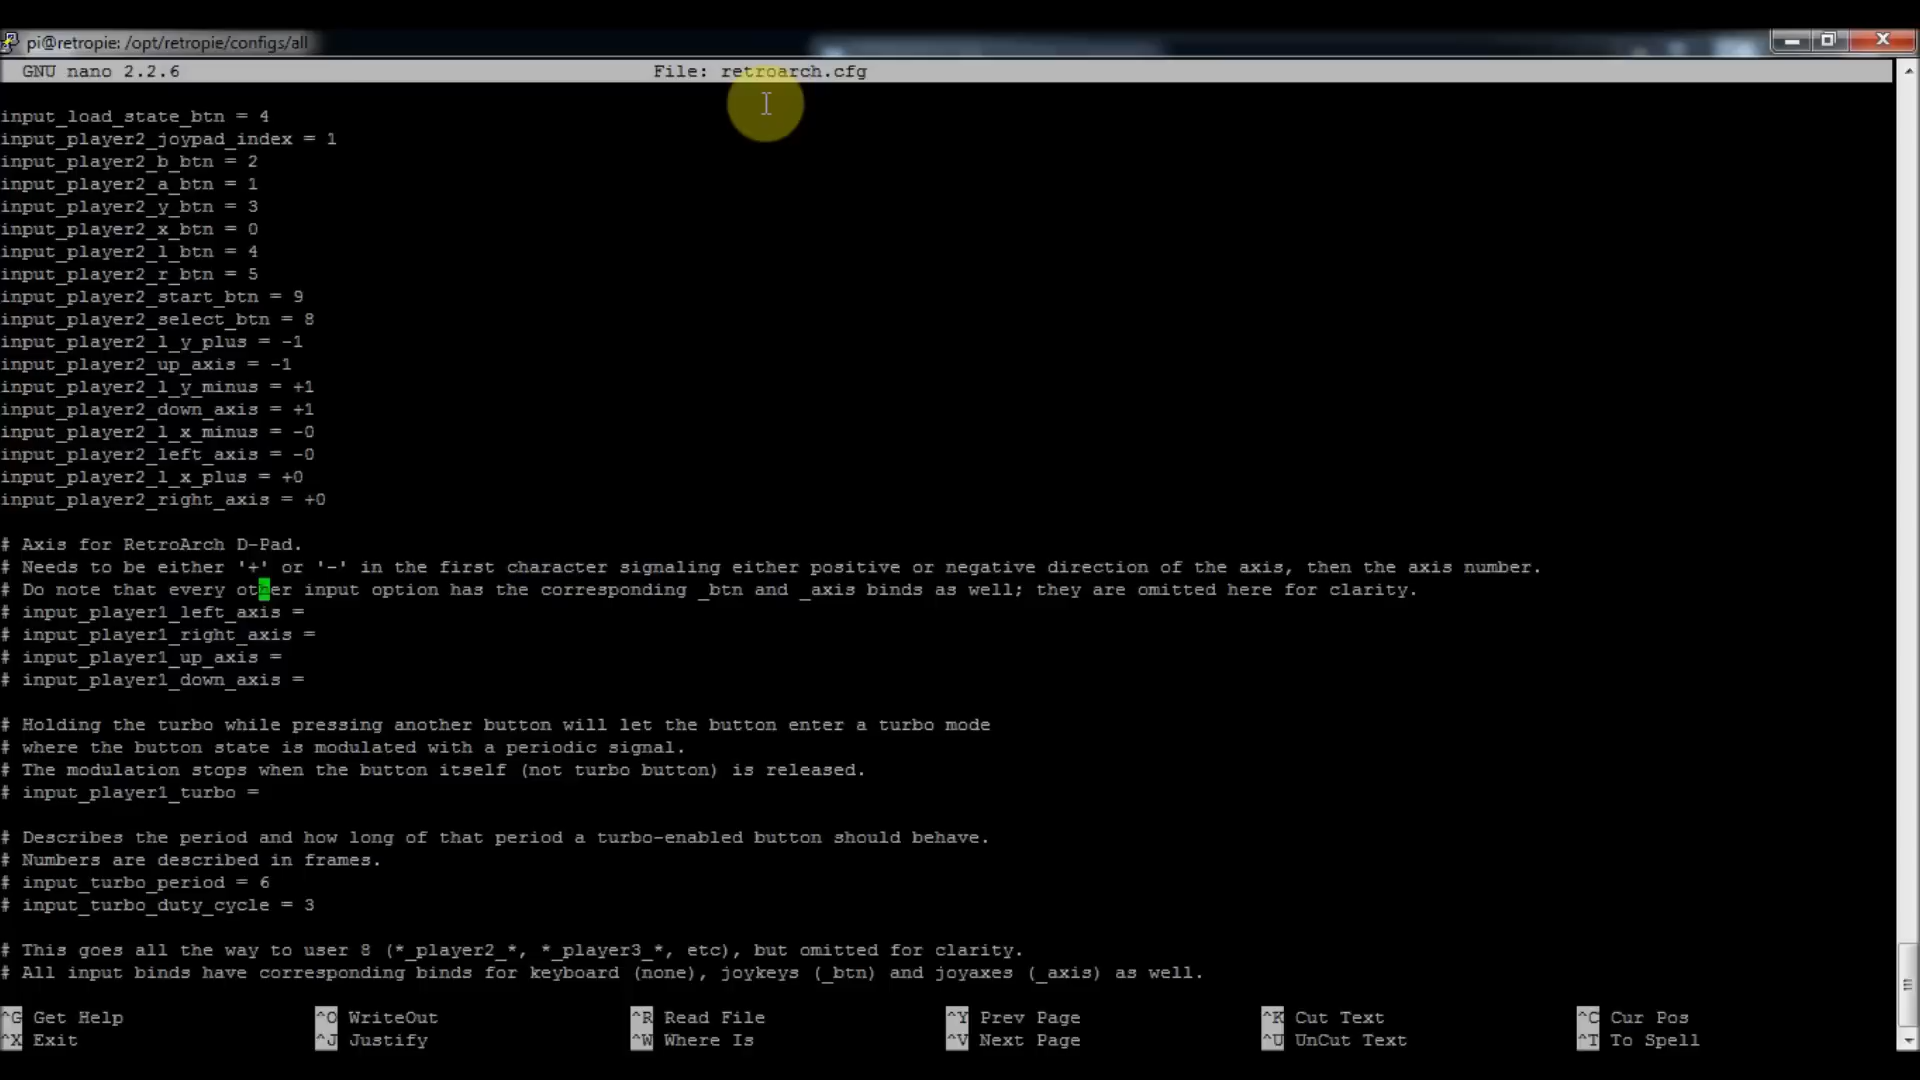 pi@retropie: /opt/retropie/configs/all
GNU nano 2.2.6 File: retroarch.cfg
input_load_state_btn = 4
input_player2_joypad_index = 1
input_player2_b_btn = 2
input_player2_a_btn = 1
input_player2_y_btn = 3
input_player2_x_btn = 0
input_player2_l_btn = 4
input_player2_r_btn = 5
input_player2_start_btn = 9
input_player2_select_btn = 8
input_player2_l_y_plus = -1
input_player2_up_axis = -1
input_player2_l_y_minus = +1
input_player2_down_axis = +1
input_player2_l_x_minus = -0
input_player2_left_axis = -0
input_player2_l_x_plus = +0
input_player2_right_axis = +0
# Axis for RetroArch D-Pad.
# Needs to be either '+' or '-' in the first character signaling either positive or negative direction of the axis, then the axis number.
# Do note that every other input option has the corresponding _btn and _axis binds as well; they are omitted here for clarity.
# input_player1_left_axis =
# input_player1_right_axis =
# input_player1_up_axis =
# input_player1_down_axis =
# Holding the turbo while pressing another button will let the button enter a turbo mode
# where the button state is modulated with a periodic signal.
# The modulation stops when the button itself (not turbo button) is released.
# input_player1_turbo =
# Describes the period and how long of that period a turbo-enabled button should behave.
# Numbers are described in frames.
# input_turbo_period = 6
# input_turbo_duty_cycle = 3
# This goes all the way to user 8 (*_player2_*, *_player3_*, etc), but omitted for clarity.
# All input binds have corresponding binds for keyboard (none), joykeys (_btn) and joyaxes (_axis) as well.
^G Get Help ^O WriteOut ^R Read File ^Y Prev Page ^K Cut Text ^C Cur Pos
^X Exit ^J Justify ^W Where Is ^V Next Page ^U UnCut Text ^T To Spell